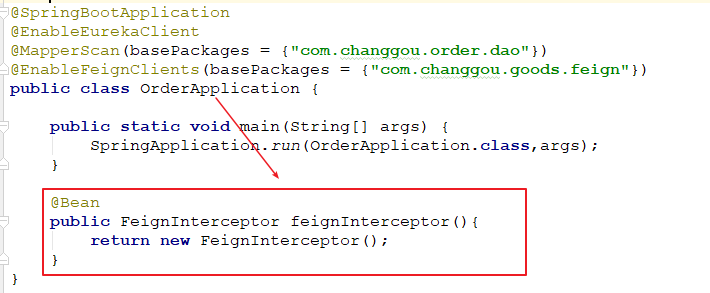 @SpringBootApplication
@EnableEurekaClient
@MapperScan(basePackages = {"com.changgou.order.dao"})
@EnableFeignClients(basePackages = {"com.changgou.goods.feign"})
public class OrderApplication {
public static void main(String[] args) {
SpringApplication.run(OrderApplication.class,args);
}
@Bean
public FeignInterceptor feignInterceptor(){
return new FeignInterceptor();
}
}